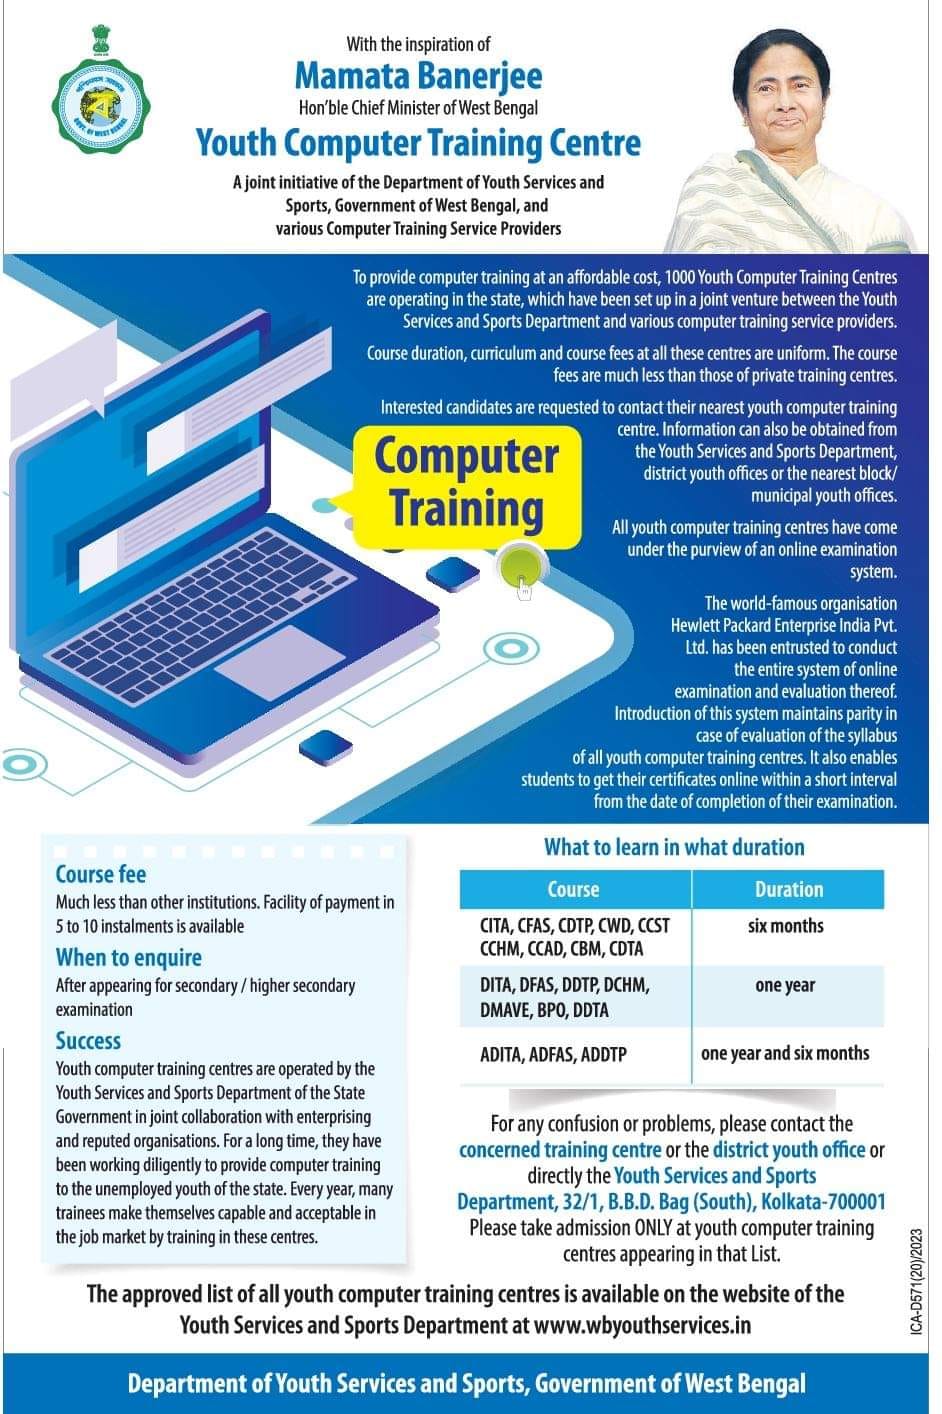 With the inspiration of
Mamata Banerjee
Hon'ble Chief Minister of West Bengal
Youth Computer Training Centre
A joint initiative of the Department of Youth Services and
Sports, Government of West Bengal, and
various Computer Training Service Providers
GOVT. OF WEST BENGAL
To provide computer training at an affordable cost, 1000 Youth Computer Training Centres
are operating in the state, which have been set up in a joint venture between the Youth
Services and Sports Department and various computer training service providers.
Course duration, curriculum and course fees at all these centres are uniform. The course
fees are much less than those of private training centres.
Interested candidates are requested to contact their nearest youth computer training
centre. Information can also be obtained from
the Youth Services and Sports Department,
district youth offices or the nearest block/
municipal youth offices.
Computer
Training
All youth computer training centres have come
under the purview of an online examination
system.
The world-famous organisation
Hewlett Packard Enterprise India Pvt.
Ltd. has been entrusted to conduct
the entire system of online
examination and evaluation thereof.
Introduction of this system maintains parity in
case of evaluation of the syllabus
of all youth computer training centres. It also enables
students to get their certificates online within a short interval
from the date of completion of their examination.
Course fee
Much less than other institutions. Facility of payment in
5 to 10 instalments is available
When to enquire
After appearing for secondary / higher secondary
examination
Success
Youth computer training centres are operated by the
Youth Services and Sports Department of the State
Government in joint collaboration with enterprising
and reputed organisations. For a long time, they have
been working diligently to provide computer training
to the unemployed youth of the state. Every year, many
trainees make themselves capable and acceptable in
the job market by training in these centres.
What to learn in what duration
Course Duration
CITA, CFAS, CDTP, CWD, CCST six months
CCHM, CCAD, CBM, CDTA
DITA, DFAS, DDTP, DCHM, one year
DMAVE, BPO, DDTA
ADITA, ADFAS, ADDTP one year and six months
For any confusion or problems, please contact the
concerned training centre or the district youth office or
directly the Youth Services and Sports
Department, 32/1, B.B.D. Bag (South), Kolkata-700001
Please take admission ONLY at youth computer training
centres appearing in that List.
ICA-D571(20)/2023
The approved list of all youth computer training centres is available on the website of the
Youth Services and Sports Department at www.wbyouthservices.in
Department of Youth Services and Sports, Government of West Bengal